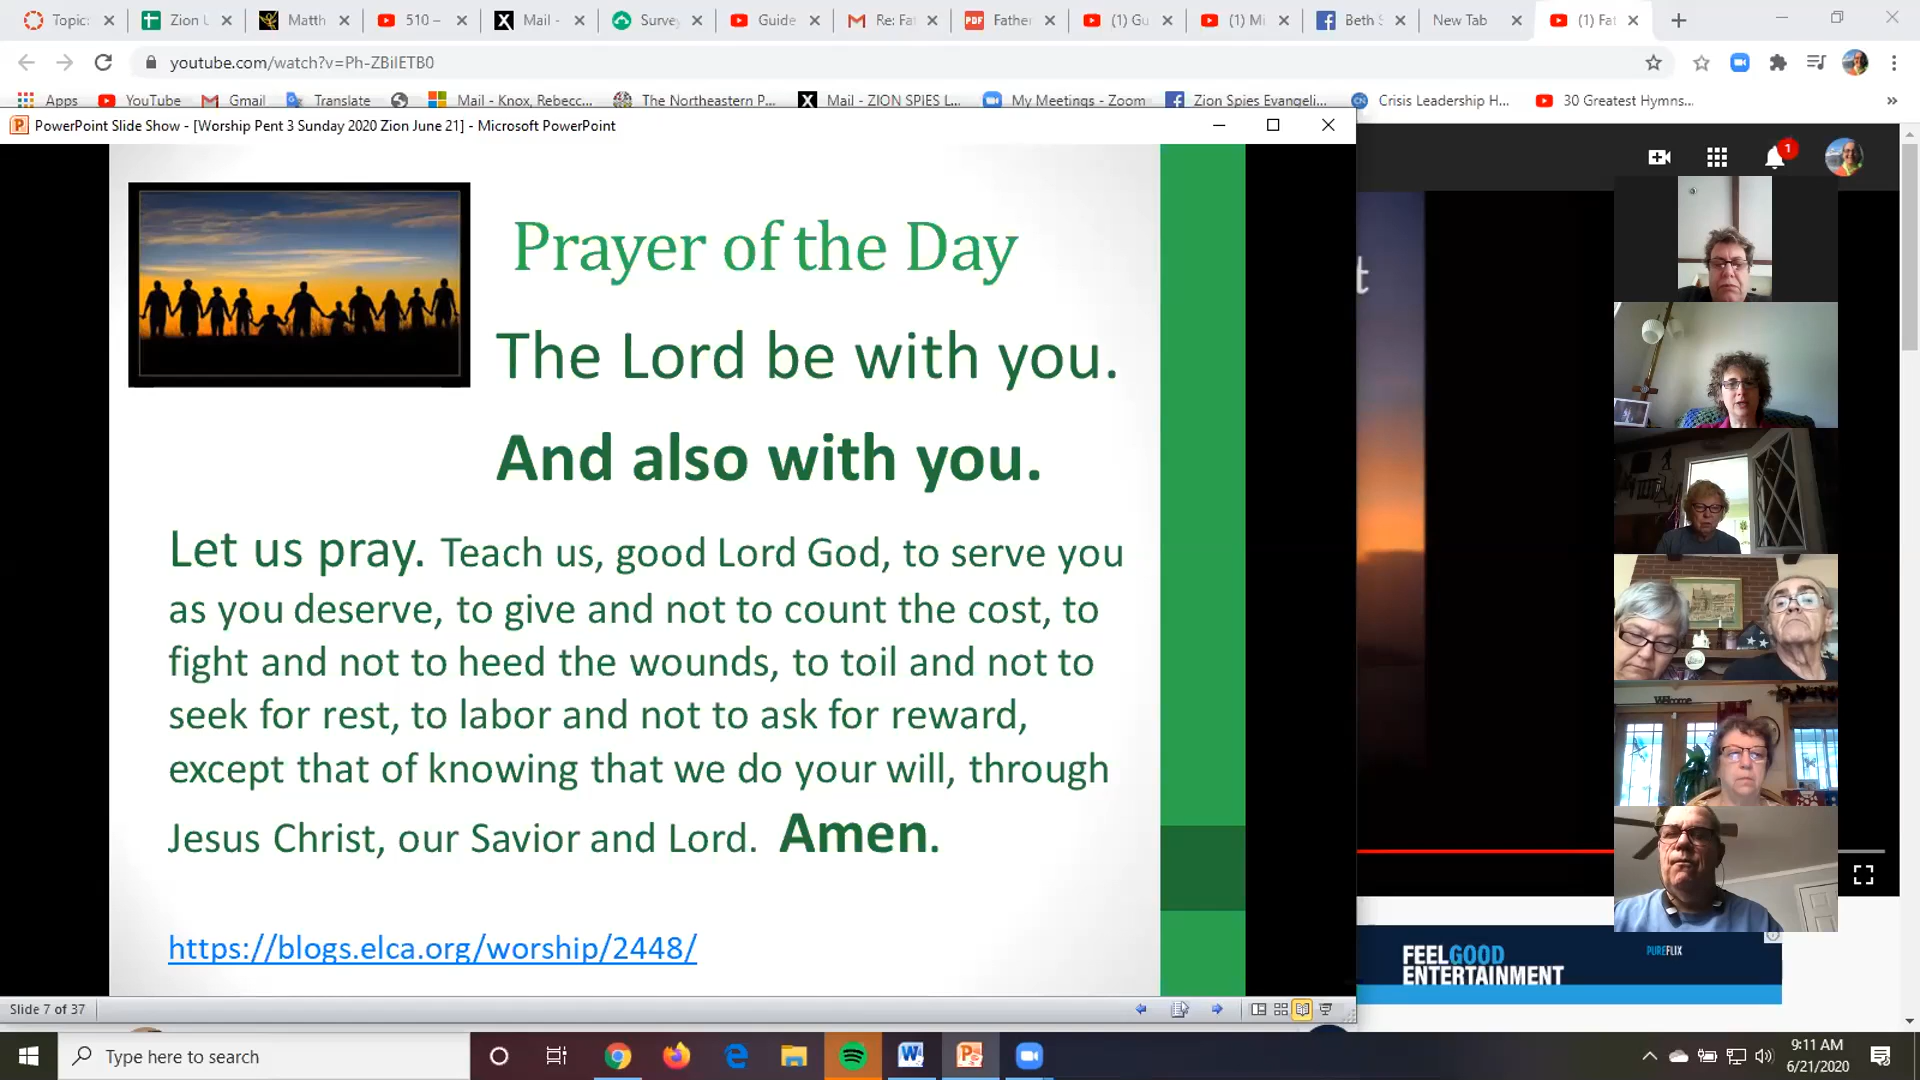 Topic:
Zion U
Matth
510 –
Mail -
Surve
Guide
Re: Fa
Father
(1) Gu
(1) Mi
Beth S
New Tab
(1) Fat
youtube.com/watch?v=Ph-ZBilETB0
Apps
YouTube
Gmail
Translate
Mail - Knox, Rebecc...
The Northeastern P...
Mail - ZION SPIES L...
My Meetings - Zoom
Zion Spies Evangeli...
Crisis Leadership H...
30 Greatest Hymns...
»
PowerPoint Slide Show - [Worship Pent 3 Sunday 2020 Zion June 21] - Microsoft PowerPoint
1
t
Prayer of the Day
The Lord be with you.
And also with you.
Let us pray. Teach us, good Lord God, to serve you
as you deserve, to give and not to count the cost, to
fight and not to heed the wounds, to toil and not to
seek for rest, to labor and not to ask for reward,
except that of knowing that we do your will, through
Jesus Christ, our Savior and Lord. Amen.
https://blogs.elca.org/worship/2448/
Welcome
FEELGOOD
ENTERTAINMENT
PUREFLIX
Slide 7 of 37
Type here to search
9:11 AM
6/21/2020